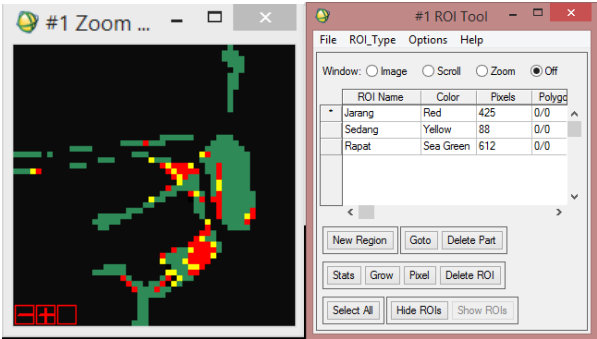 #1 Zoom ...
#1 ROI Tool
File ROI_Type Options Help
Window: Image Scroll Zoom Off
ROI Name Color Pixels Polygo
Jarang Red 425 0/0
Sedang Yellow 88 0/0
Rapat Sea Green 612 0/0
New Region Goto Delete Part
Stats Grow Pixel Delete ROI
Select All Hide ROIs Show ROIs